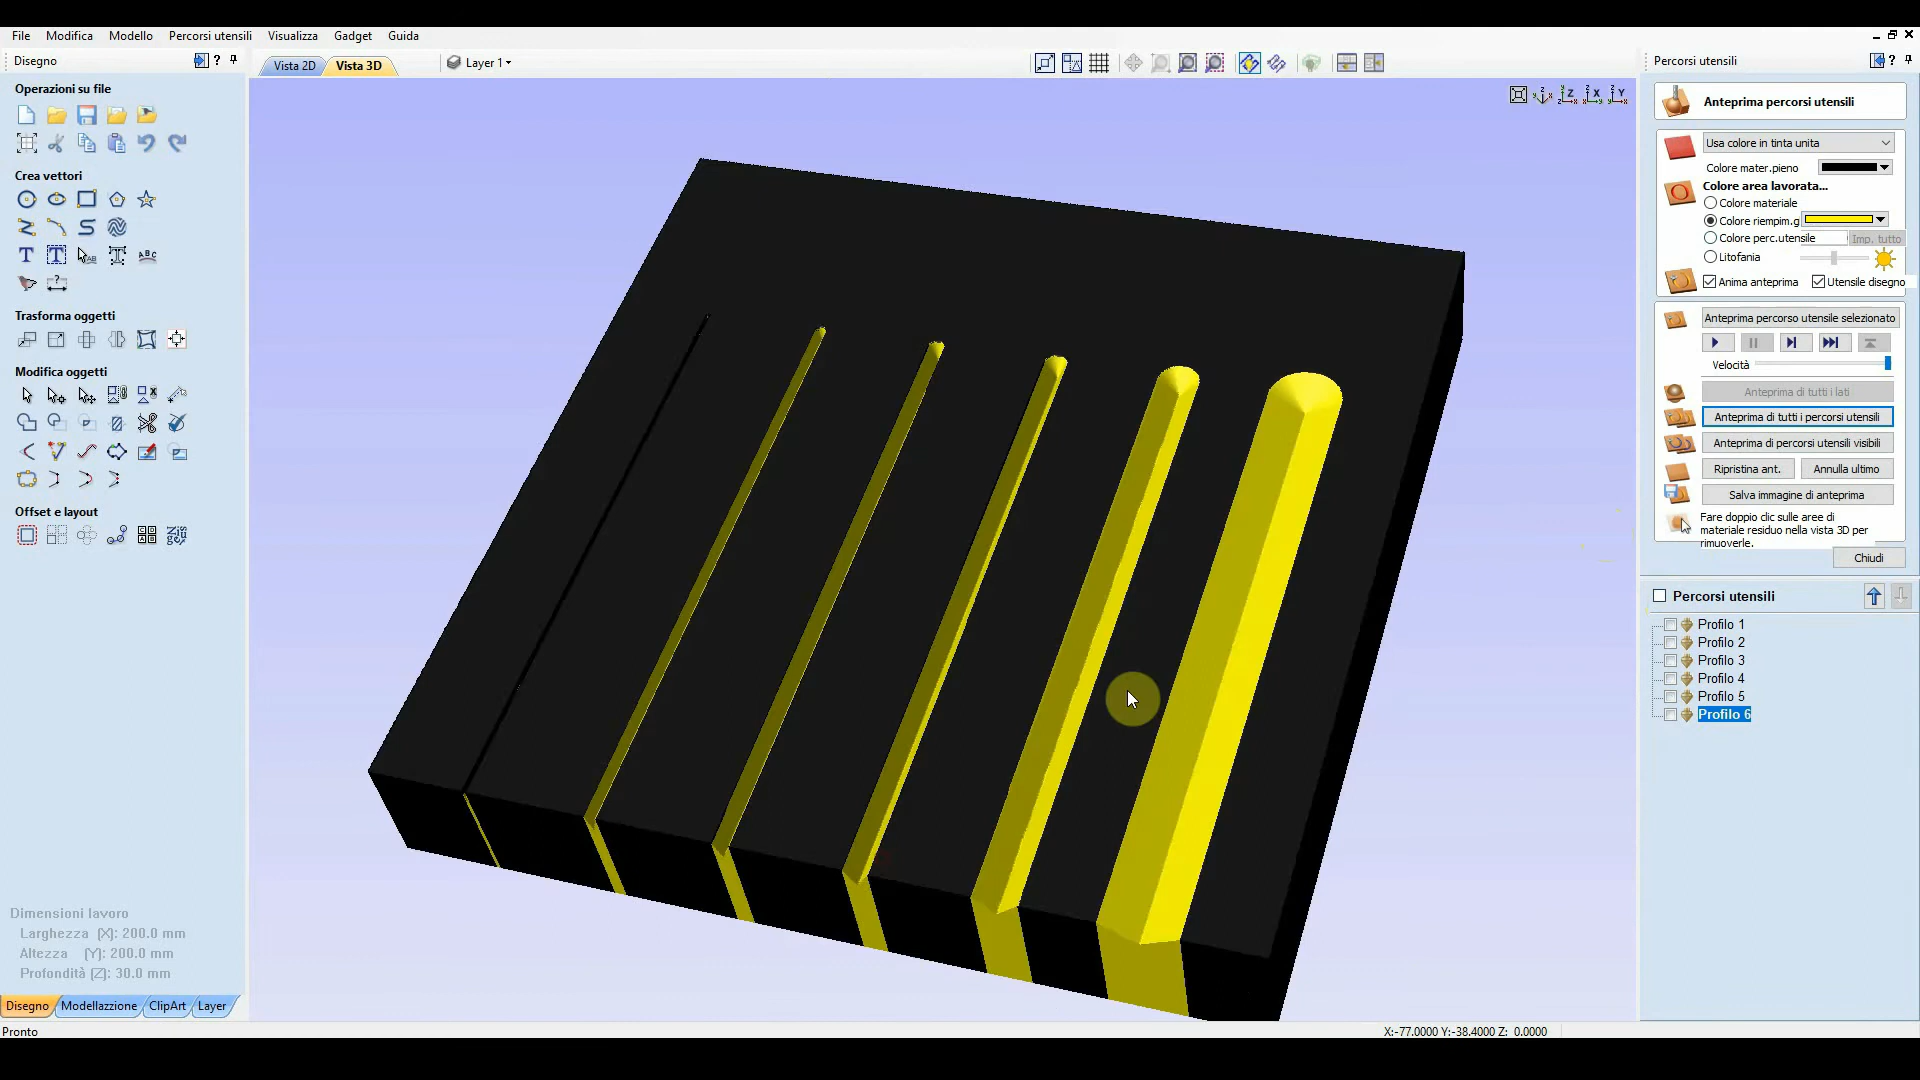 File Modifica Modello Percorsi utensili Visualizza Gadget Guida
Disegno
?
Vista 2D Vista 3D Layer 1
Percorsi utensili
?
Operazioni su file
Crea vettori
Trasforma oggetti
Modifica oggetti
Offset e layout
Dimensioni lavoro
Larghezza (X): 200.0 mm
Altezza (Y): 200.0 mm
Profondità (Z): 30.0 mm
Disegno Modellazione ClipArt Layer
Pronto
Anteprima percorsi utensili
Usa colore in tinta unita
Colore mater.pieno
Colore area lavorata...
Colore materiale
Colore riempim.g
Colore perc.utensile Imp. tutto
Litofania
Anima anteprima Utensile disegno
Anteprima percorso utensile selezionato
Velocità
Anteprima di tutti i lati
Anteprima di tutti i percorsi utensili
Anteprima di percorsi utensili visibili
Ripristina ant. Annulla ultimo
Salva immagine di anteprima
Fare doppio clic sulle aree di
materiale residuo nella vista 3D per
rimuoverle.
Chiudi
Percorsi utensili
Profilo 1
Profilo 2
Profilo 3
Profilo 4
Profilo 5
Profilo 6
X:-77.0000 Y:-38.4000 Z: 0.0000